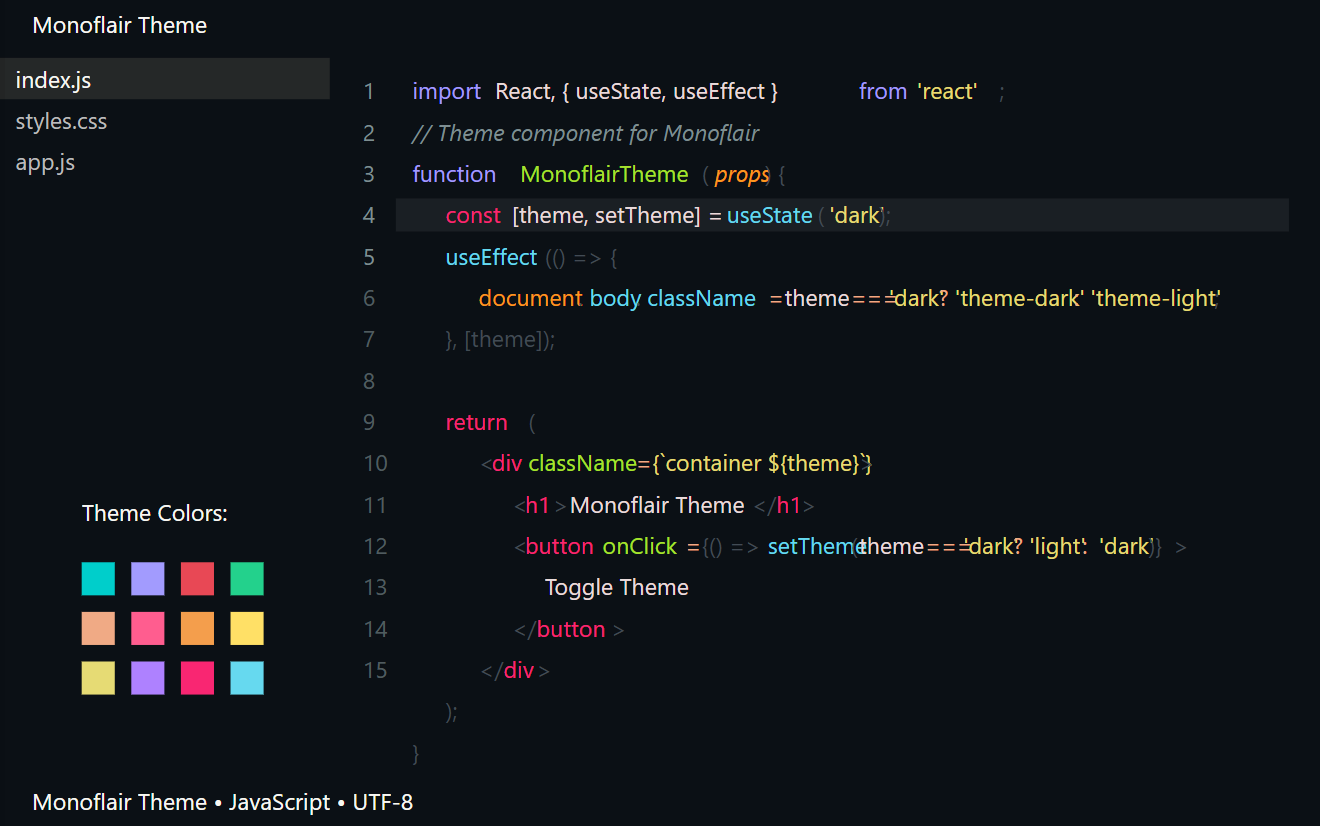 Monoflair Theme
index.js
styles.css
app.js
1 import React, { useState, useEffect } from 'react' ;
2 // Theme component for Monoflair
3 function MonoflairTheme ( props) {
4 const [theme, setTheme] = useState ( 'dark');
5 useEffect (() => {
6 document body className = theme === 'dark' ? 'theme-dark' 'theme-light'
7 }, [theme]);
8
9 return (
10 <div className={`container ${theme}`}>
11 <h1 > Monoflair Theme </h1>
12 <button onClick ={() => setTheme(theme === 'dark' ? 'light' : 'dark')} >
13 Toggle Theme
14 </button >
15 </div >
);
}
Theme Colors:
Monoflair Theme • JavaScript • UTF-8